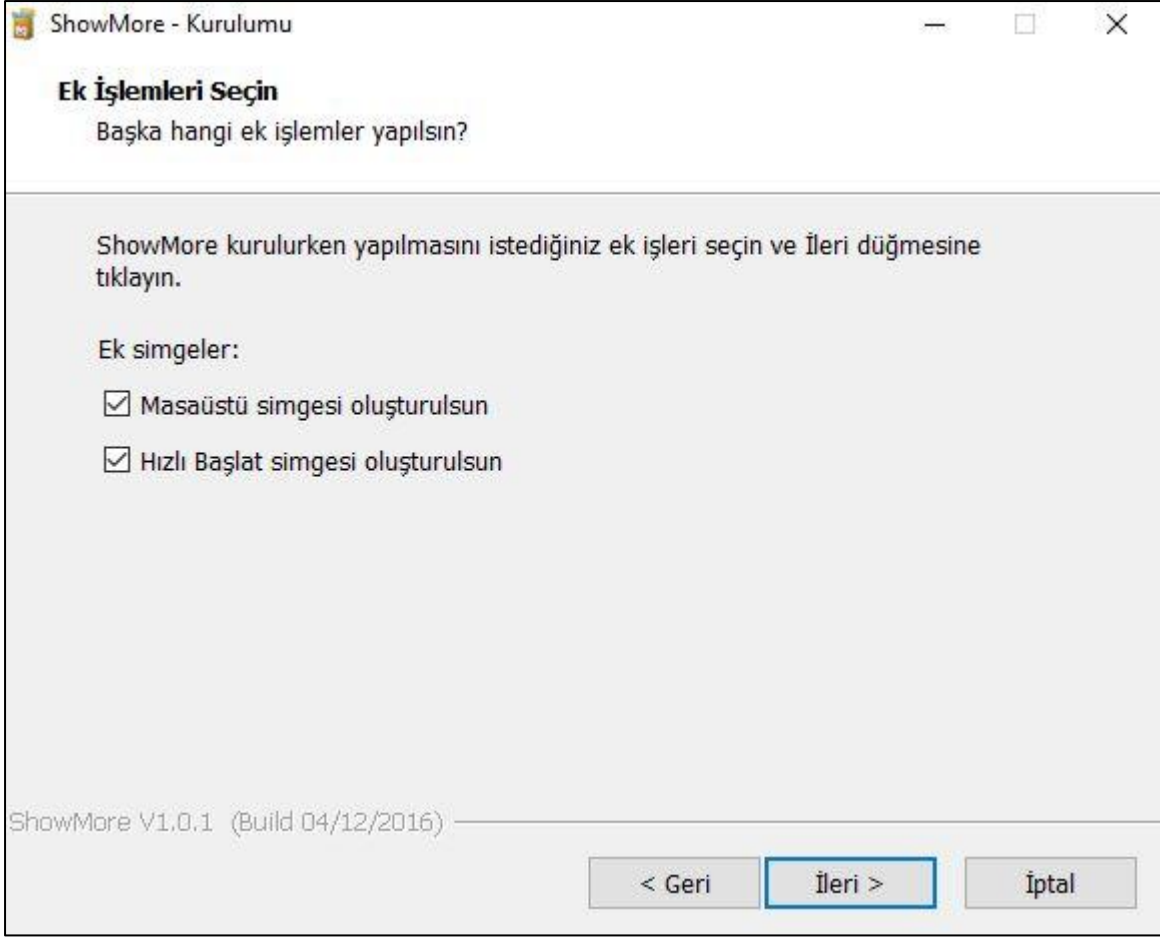 ShowMore - Kurulumu
Ek İşlemleri Seçin
Başka hangi ek işlemler yapılsın?
ShowMore kurulurken yapılmasını istediğiniz ek işleri seçin ve İleri düğmesine
tıklayın.
Ek simgeler:
Masaüstü simgesi oluşturulsun
Hızlı Başlat simgesi oluşturulsun
ShowMore V1.0.1 (Build 04/12/2016)
< Geri
İleri >
İptal